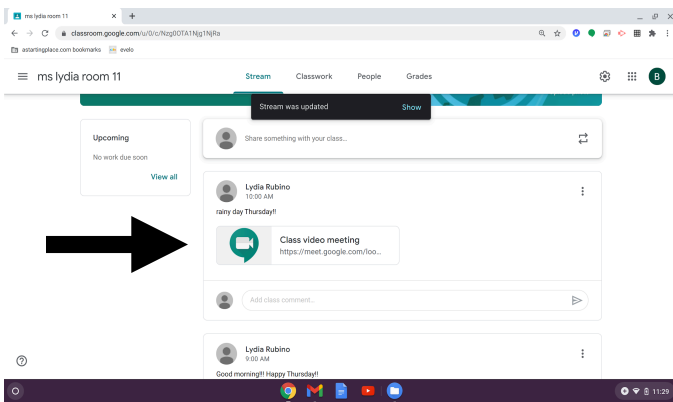 ms lydia room 11
classroom.google.com/u/0/c/Nzg0OTA1Njg1NjRa
astartingplace.com bookmarks
evelo
ms lydia room 11
Stream
Classwork
People
Grades
B
Stream was updated
Show
Upcoming
No work due soon
View all
Share something with your class...
Lydia Rubino
10:00 AM
rainy day Thursday!!
Class video meeting
https://meet.google.com/loo...
Add class comment...
Lydia Rubino
9:00 AM
Good morning!!! Happy Thursday!!
11:29